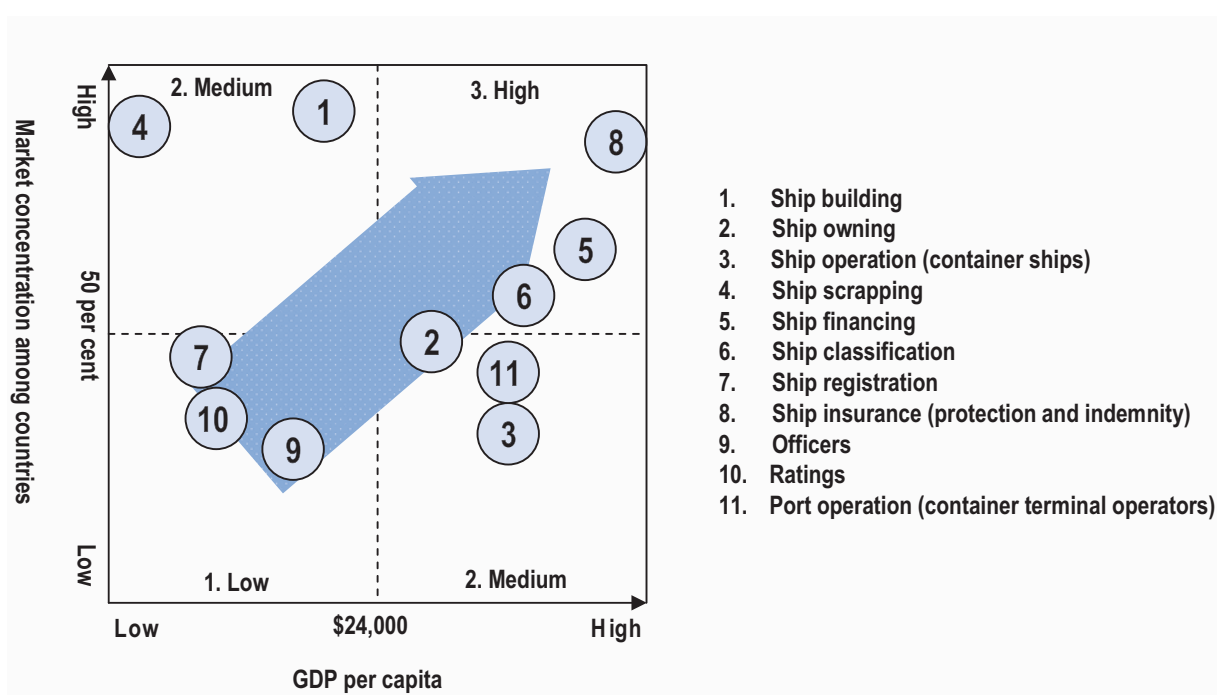 2. Medium
3. High
High
Market concentration among countries
50 per cent
Low
1
4
8
5
6
2
7
11
10
3
9
1. Low
2. Medium
Low
$24,000
High
GDP per capita
1. Ship building
2. Ship owning
3. Ship operation (container ships)
4. Ship scrapping
5. Ship financing
6. Ship classification
7. Ship registration
8. Ship insurance (protection and indemnity)
9. Officers
10. Ratings
11. Port operation (container terminal operators)